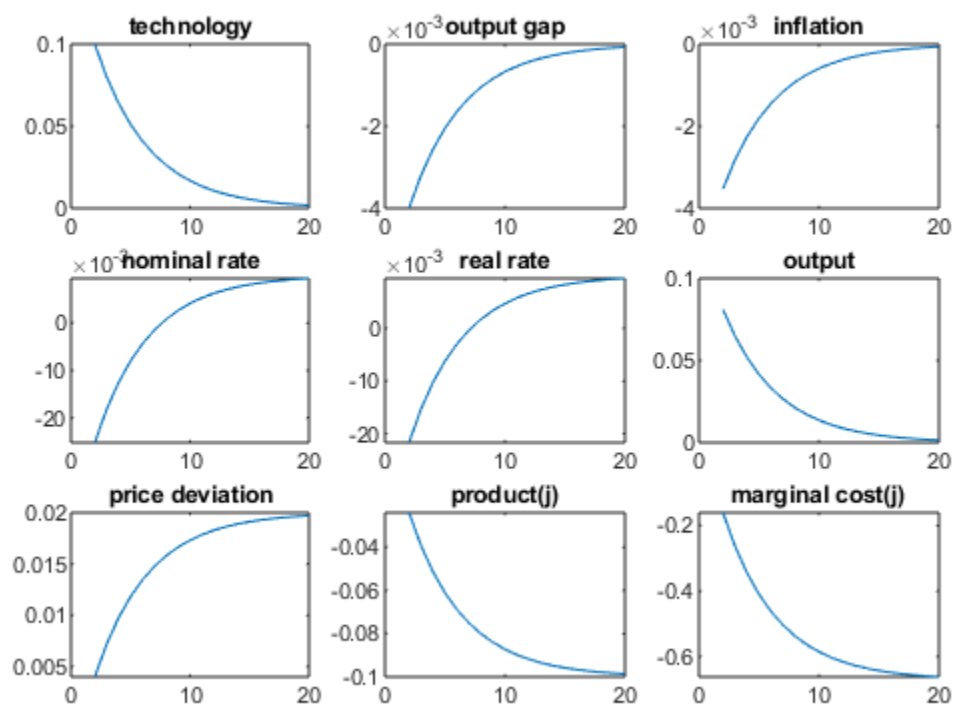 technology
0.1
0.05
0
0 10 20
×10⁻³ output gap
0
-2
-4
0 10 20
×10⁻³ inflation
0
-2
-4
0 10 20
×10⁻³ nominal rate
0
-10
-20
0 10 20
×10⁻³ real rate
0
-10
-20
0 10 20
output
0.1
0.05
0
0 10 20
price deviation
0.02
0.015
0.01
0.005
0 10 20
product(j)
-0.04
-0.06
-0.08
-0.1
0 10 20
marginal cost(j)
-0.2
-0.4
-0.6
0 10 20